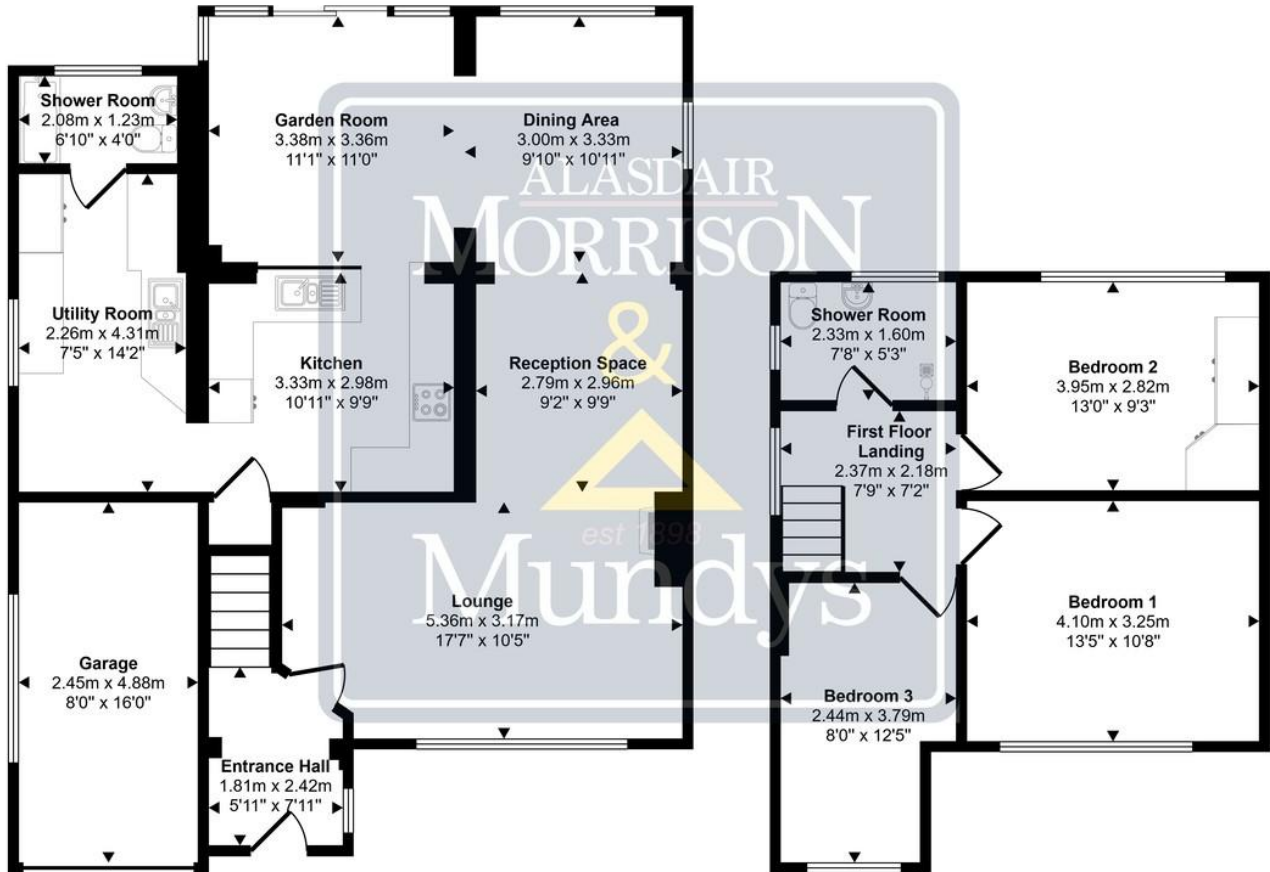 Shower Room
2.08m x 1.23m
6'10" x 4'0"
Garden Room
3.38m x 3.36m
11'1" x 11'0"
Dining Area
3.00m x 3.33m
9'10" x 10'11"
ALASDAIR
MORRISON
&
est 1898
Mundys
Utility Room
2.26m x 4.31m
7'5" x 14'2"
Kitchen
3.33m x 2.98m
10'11" x 9'9"
Reception Space
2.79m x 2.96m
9'2" x 9'9"
Lounge
5.36m x 3.17m
17'7" x 10'5"
Garage
2.45m x 4.88m
8'0" x 16'0"
Entrance Hall
1.81m x 2.42m
5'11" x 7'11"
Shower Room
2.33m x 1.60m
7'8" x 5'3"
Bedroom 2
3.95m x 2.82m
13'0" x 9'3"
First Floor
Landing
2.37m x 2.18m
7'9" x 7'2"
Bedroom 1
4.10m x 3.25m
13'5" x 10'8"
Bedroom 3
2.44m x 3.79m
8'0" x 12'5"